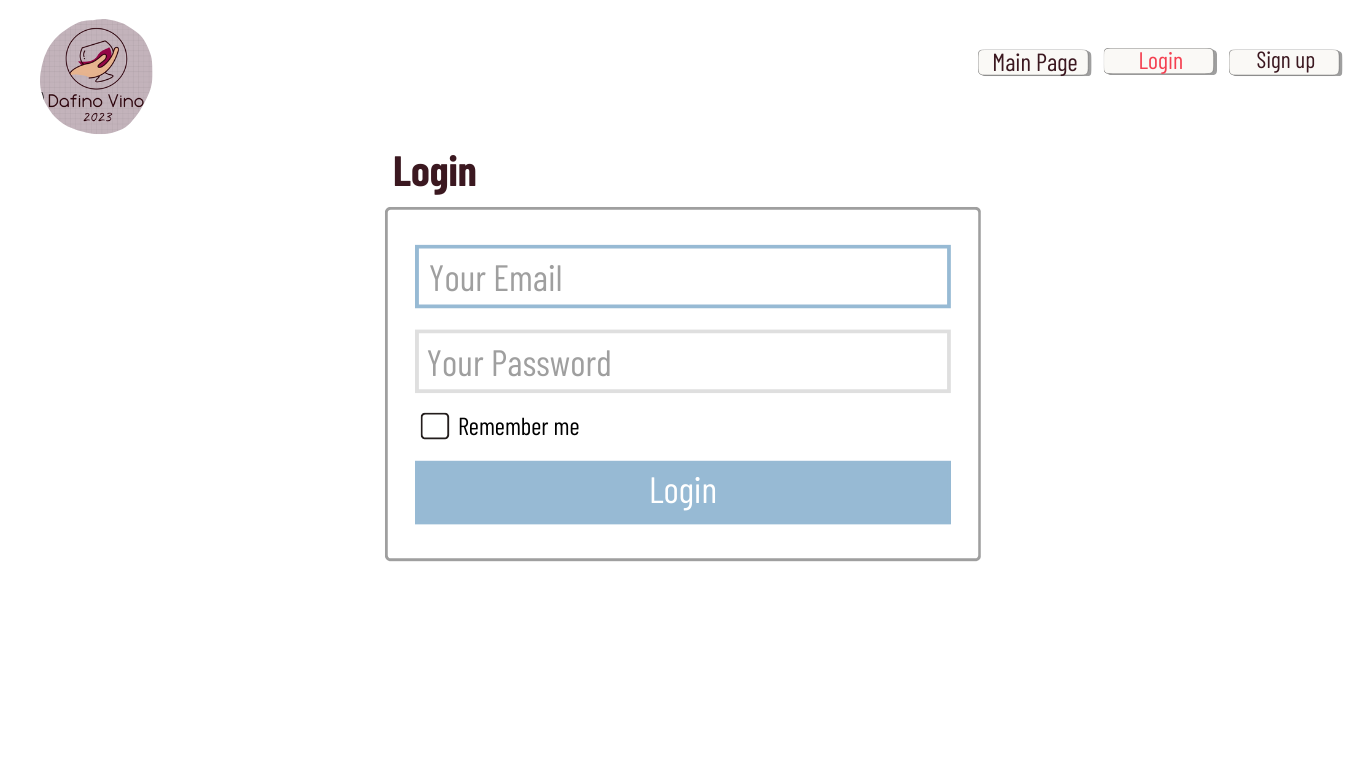 Dafino Vino
2023
Main Page
Login
Sign up
Login
Your Email
Your Password
Remember me
Login